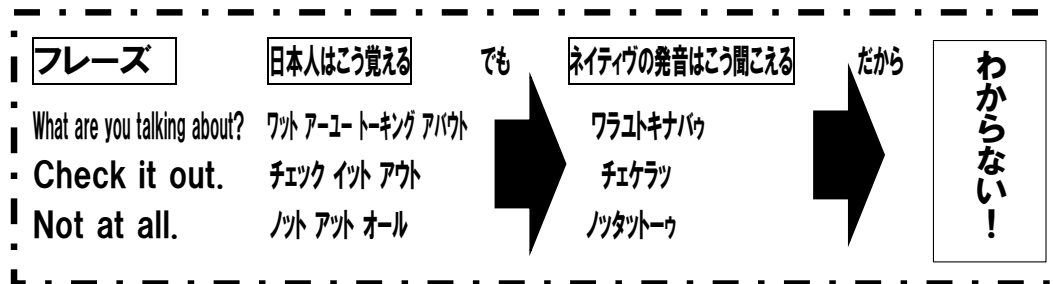 フレーズ 日本人はこう覚える でも ネイティヴの発音はこう聞こえる だから
What are you talking about? ワット アーユー トーキング アバウト ワラユトキナバゥ
Check it out. チェック イット アウト チェケラッ
Not at all. ノット アット オール ノッタットーゥ
わからない！